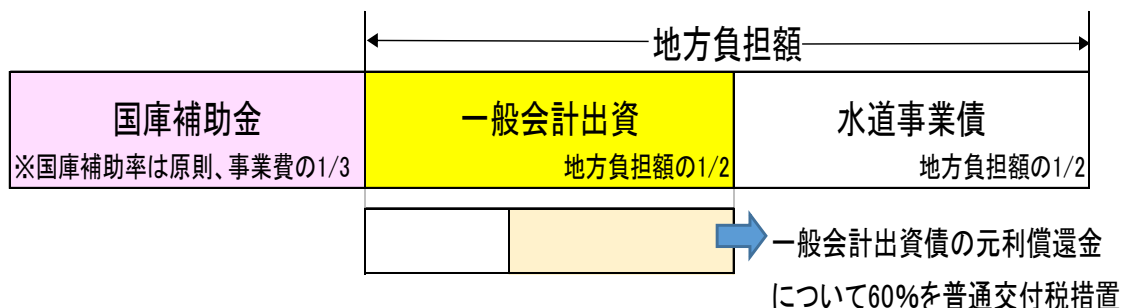 地方負担額
国庫補助金
※国庫補助率は原則、事業費の1/3
一般会計出資
地方負担額の1/2
水道事業債
地方負担額の1/2
一般会計出資債の元利償還金
について60%を普通交付税措置